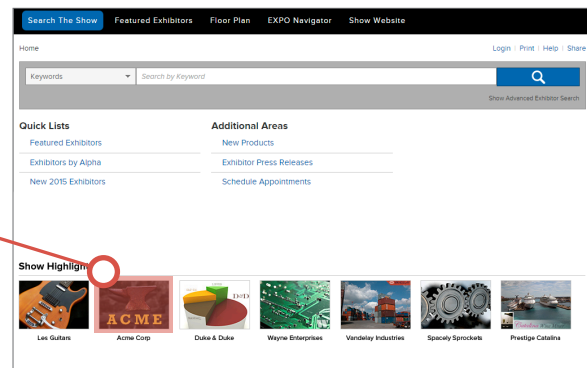 Search The Show Featured Exhibitors Floor Plan EXPO Navigator Show Website
Home Login | Print | Help | Share
Keywords Search by Keyword
Show Advanced Exhibitor Search
Quick Lists Additional Areas
Featured Exhibitors New Products
Exhibitors by Alpha Exhibitor Press Releases
New 2015 Exhibitors Schedule Appointments
Show Highligh
ACME
D&D
Les Guitars Acme Corp Duke & Duke Wayne Enterprises Vandelay Industries Spacely Sprockets Prestige Catalina